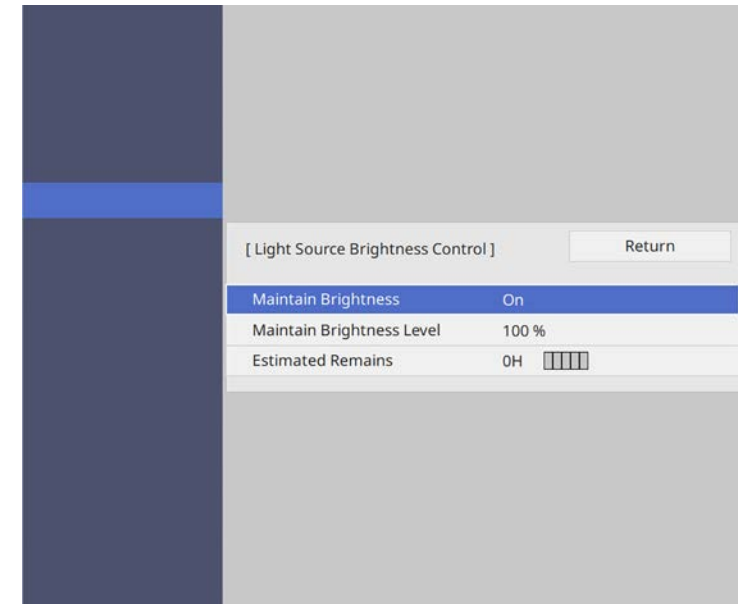 [ Light Source Brightness Control ] Return
Maintain Brightness On
Maintain Brightness Level 100 %
Estimated Remains 0H